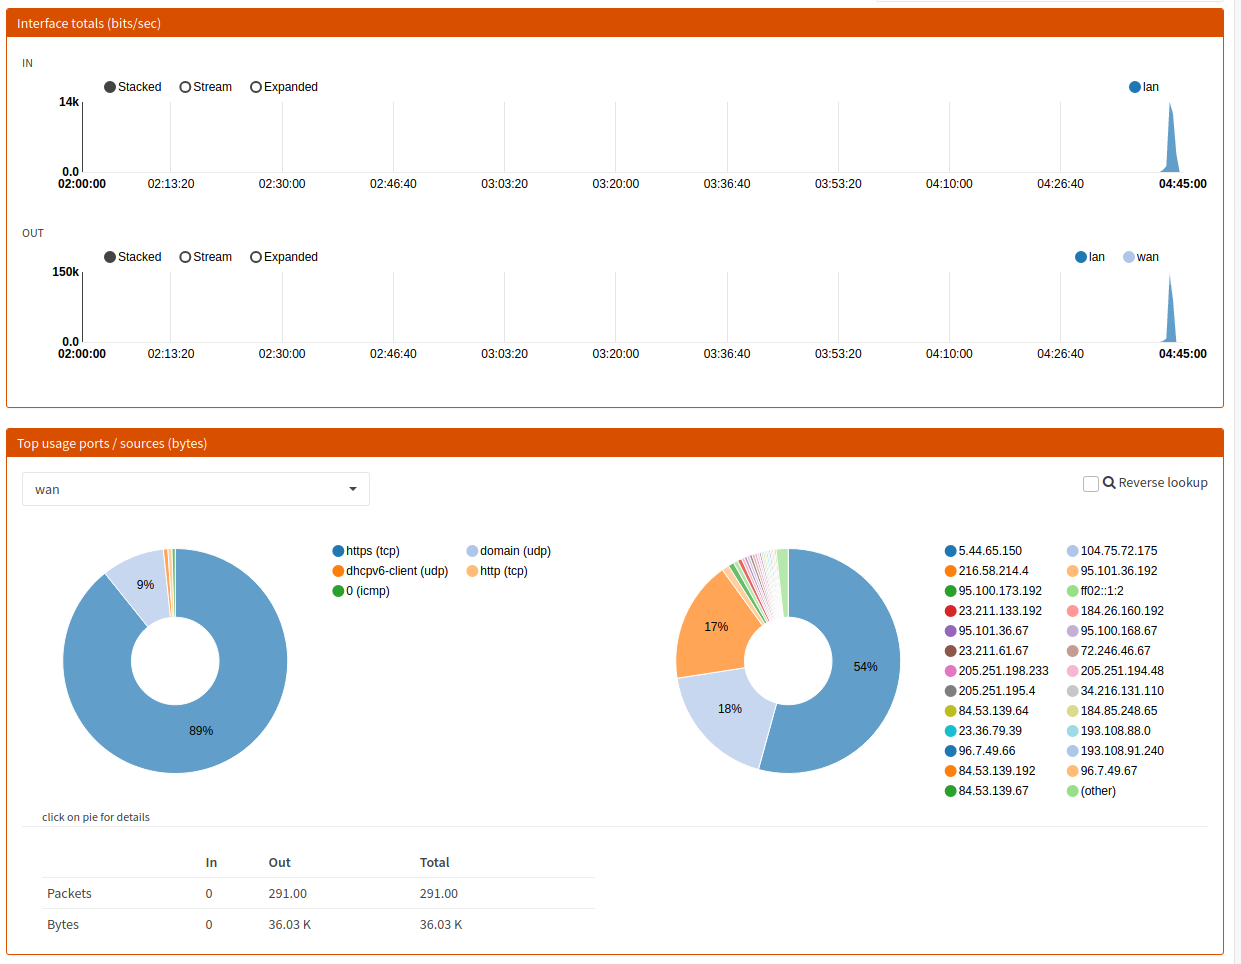 Interface totals (bits/sec)
IN
Stacked Stream Expanded lan
14k
0.0
02:00:00 02:13:20 02:30:00 02:46:40 03:03:20 03:20:00 03:36:40 03:53:20 04:10:00 04:26:40 04:45:00
OUT
Stacked Stream Expanded lan wan
150k
0.0
02:00:00 02:13:20 02:30:00 02:46:40 03:03:20 03:20:00 03:36:40 03:53:20 04:10:00 04:26:40 04:45:00
Top usage ports / sources (bytes)
wan Reverse lookup
https (tcp) domain (udp)
dhcpv6-client (udp) http (tcp)
0 (icmp)
9%
89%
17%
54%
18%
5.44.65.150 104.75.72.175
216.58.214.4 95.101.36.192
95.100.173.192 ff02::1:2
23.211.133.192 184.26.160.192
95.101.36.67 95.100.168.67
23.211.61.67 72.246.46.67
205.251.198.233 205.251.194.48
205.251.195.4 34.216.131.110
84.53.139.64 184.85.248.65
23.36.79.39 193.108.88.0
96.7.49.66 193.108.91.240
84.53.139.192 96.7.49.67
84.53.139.67 (other)
click on pie for details
In Out Total
Packets 0 291.00 291.00
Bytes 0 36.03 K 36.03 K